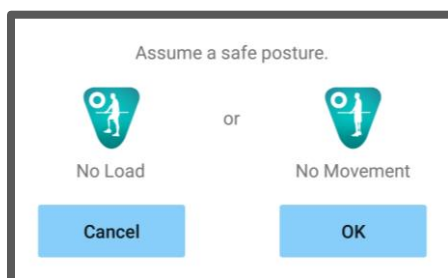 Assume a safe posture.
or
No Load
No Movement
Cancel
OK